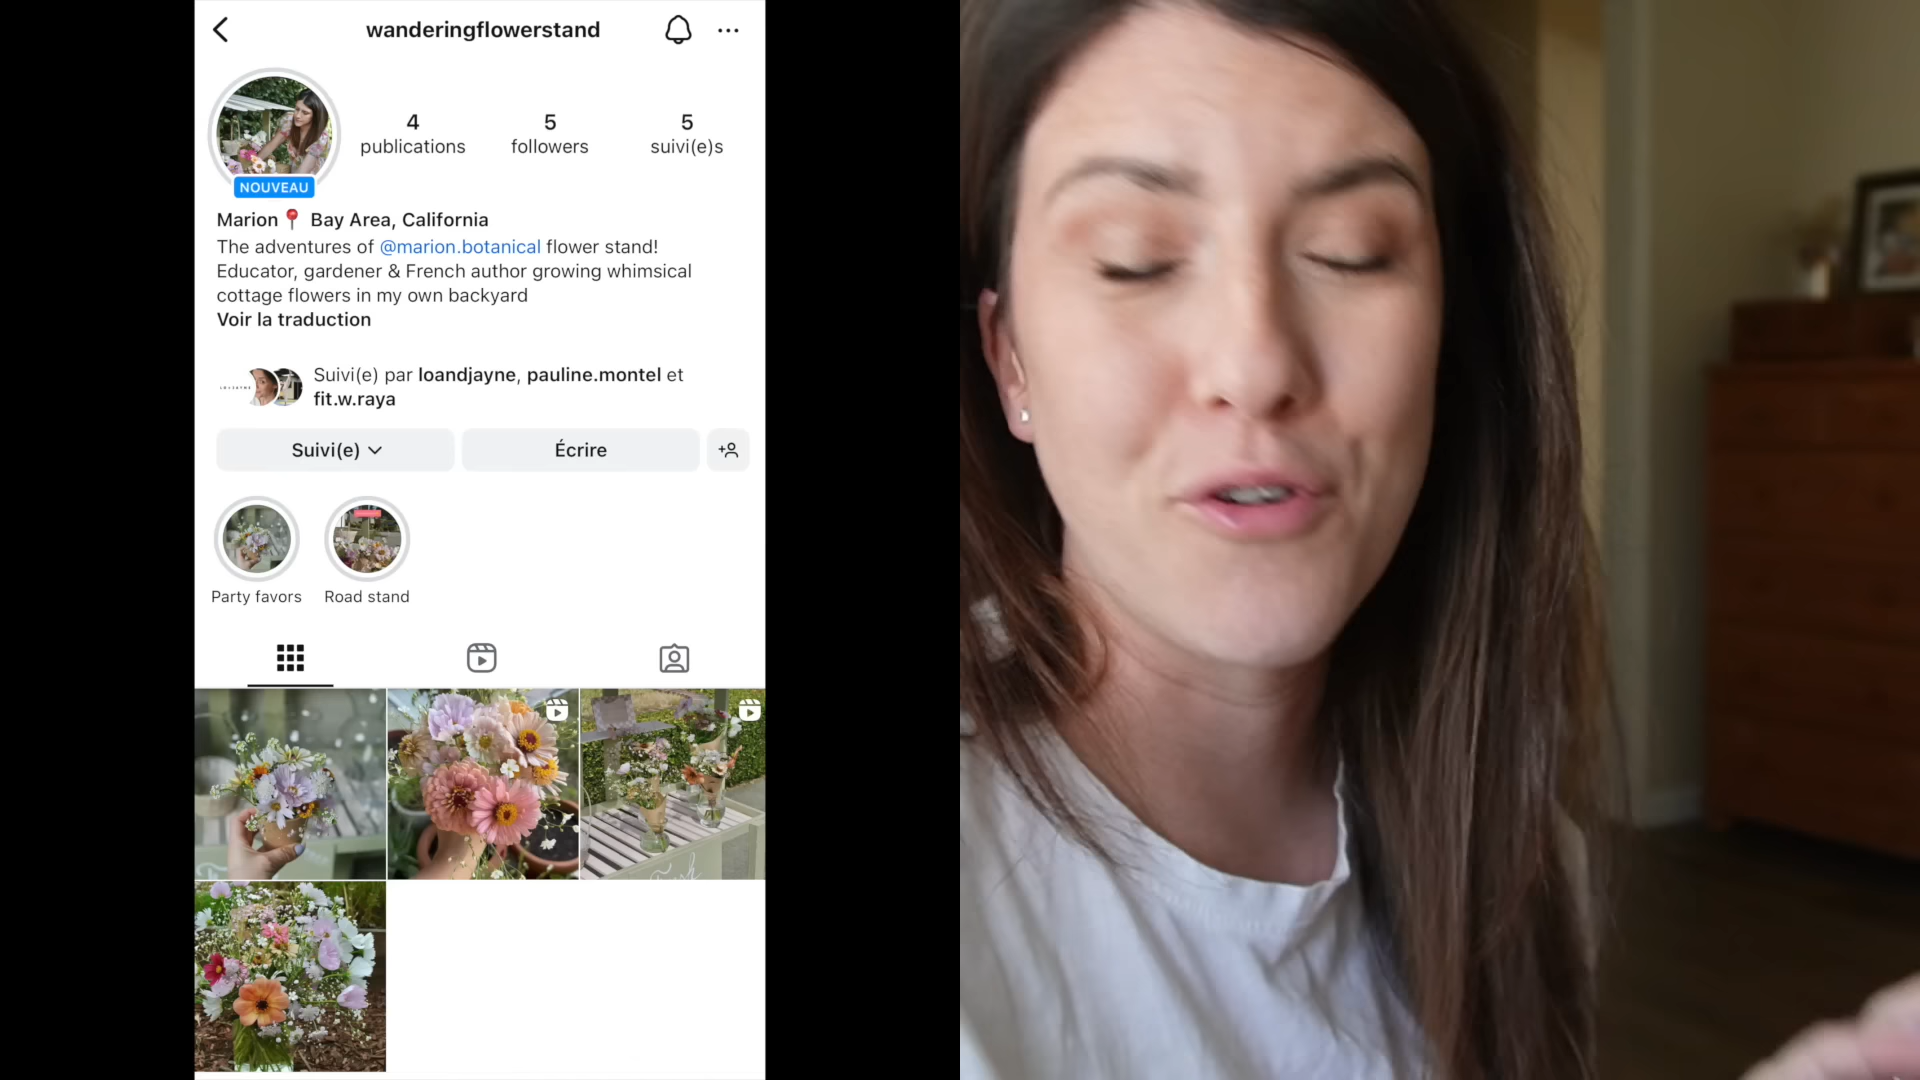 wanderingflowerstand
4
publications
5
followers
5
suivi(e)s
NOUVEAU
Marion📍 Bay Area, California
The adventures of @marion.botanical flower stand!
Educator, gardener & French author growing whimsical
cottage flowers in my own backyard
Voir la traduction
Suivi(e) par loandjayne, pauline.montel et
fit.w.raya
Suivi(e)
Écrire
Party favors
Road stand
Fresh